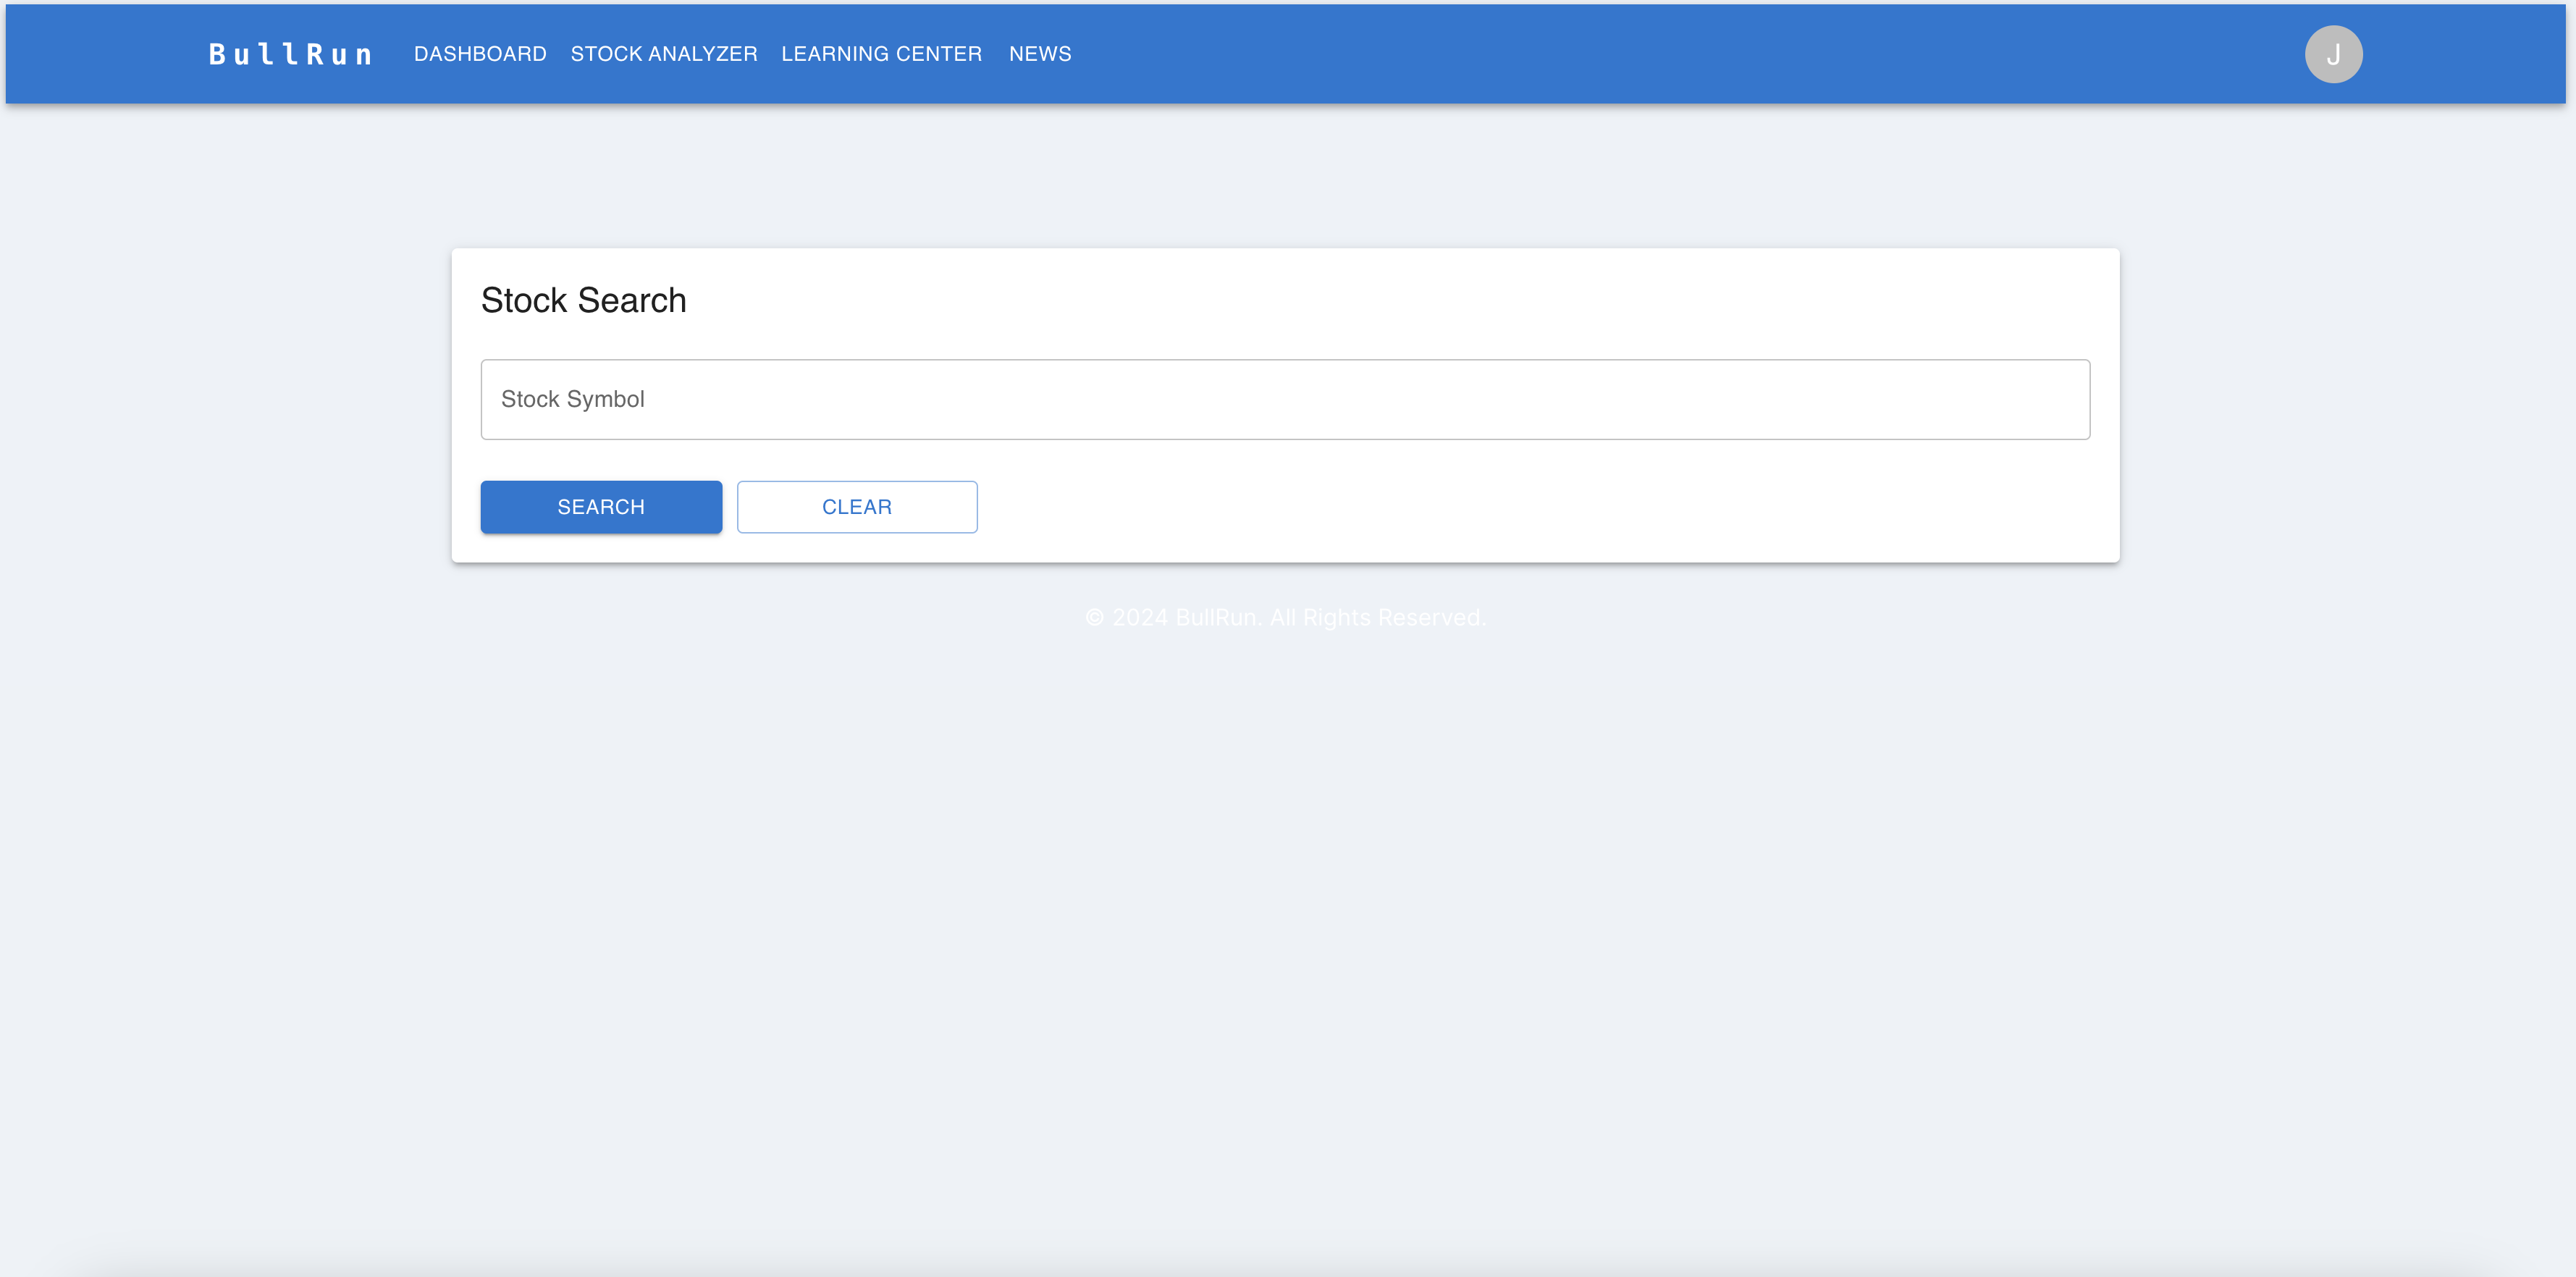 BullRun DASHBOARD STOCK ANALYZER LEARNING CENTER NEWS J
Stock Search
Stock Symbol
SEARCH CLEAR
© 2024 BullRun. All Rights Reserved.